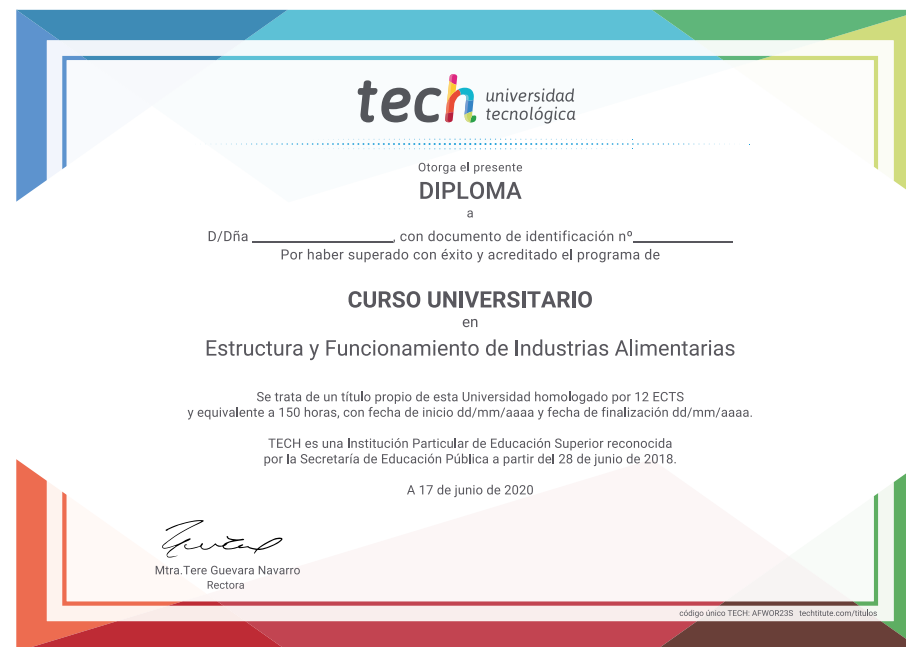 tech universidad
tecnológica
Otorga el presente
DIPLOMA
a
D/Dña ____________________, con documento de identificación nº______________
Por haber superado con éxito y acreditado el programa de
CURSO UNIVERSITARIO
en
Estructura y Funcionamiento de Industrias Alimentarias
Se trata de un título propio de esta Universidad homologado por 12 ECTS
y equivalente a 150 horas, con fecha de inicio dd/mm/aaaa y fecha de finalización dd/mm/aaaa.
TECH es una Institución Particular de Educación Superior reconocida
por la Secretaría de Educación Pública a partir del 28 de junio de 2018.
A 17 de junio de 2020
Mtra.Tere Guevara Navarro
Rectora
código único TECH: AFWOR23S techtitute.com/títulos